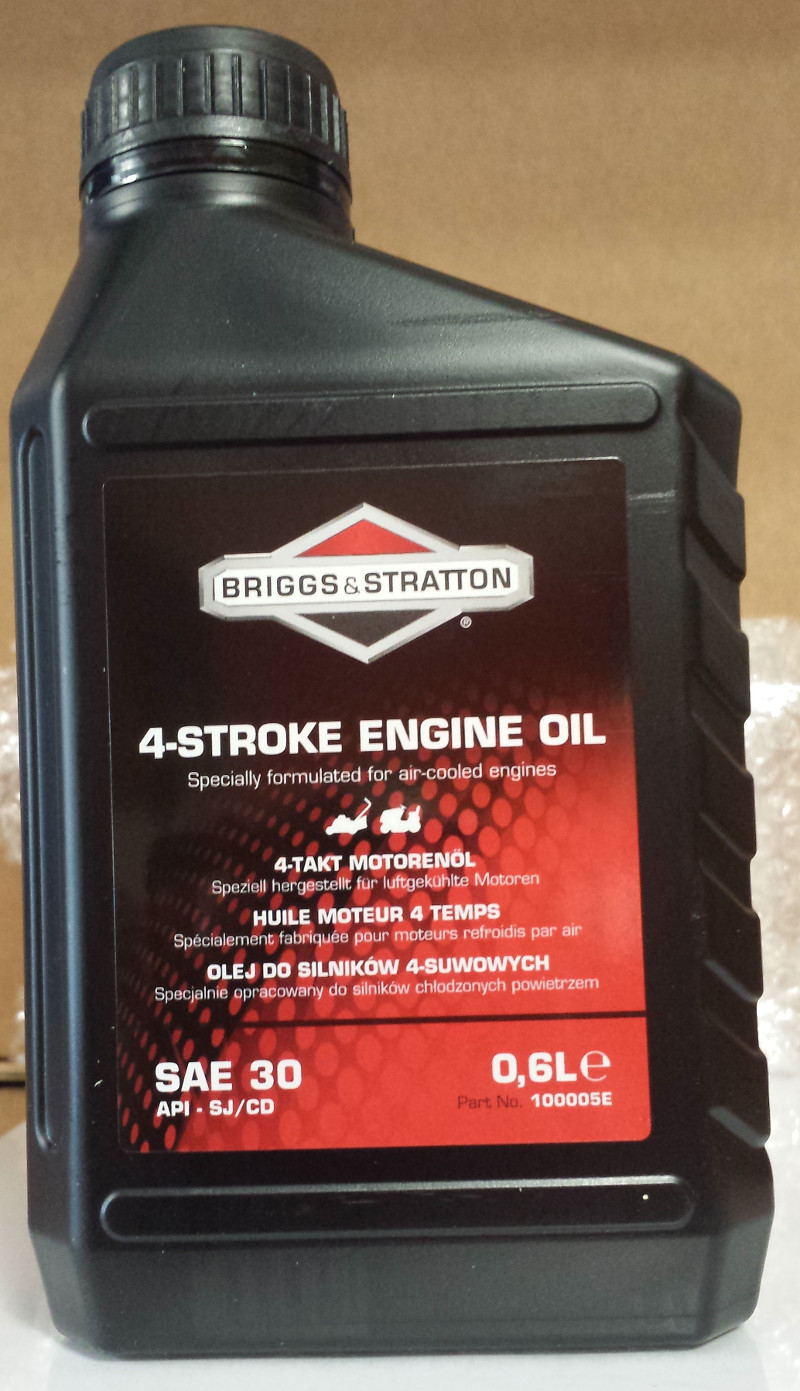 BRIGGS & STRATTON
®
4-STROKE ENGINE OIL
Specially formulated for air-cooled engines
4-TAKT MOTORENÖL
Speziell hergestellt für luftgekühlte Motoren
HUILE MOTEUR 4 TEMPS
Spécialement fabriquée pour moteurs refroidis par air
OLEJ DO SILNIKÓW 4-SUWOWYCH
Specjalnie opracowany do silników chłodzonych powietrzem
SAE 30
0,6L℮
API - SJ/CD
Part No. 100005E